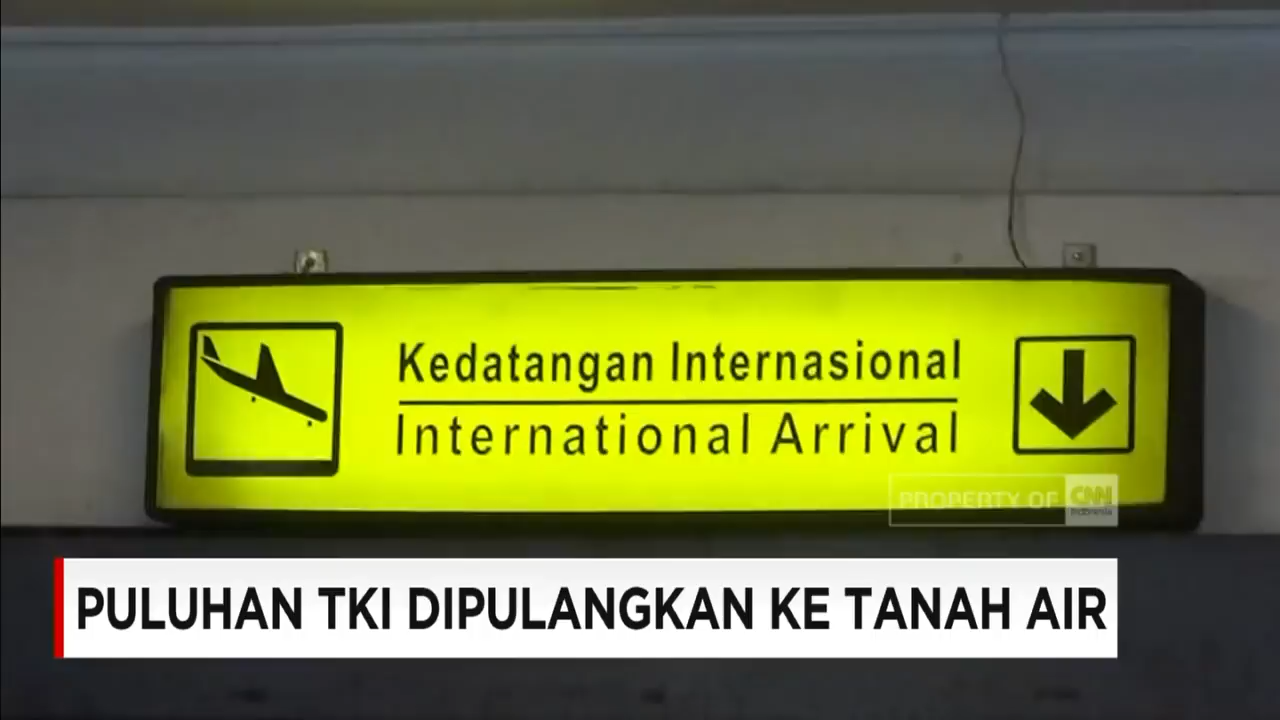 Kedatangan Internasional
International Arrival
PROPERTY OF CNN Indonesia
PULUHAN TKI DIPULANGKAN KE TANAH AIR